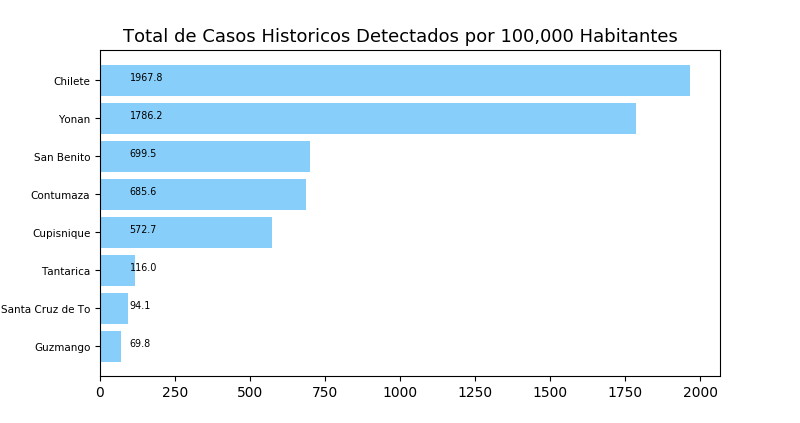 Total de Casos Historicos Detectados por 100,000 Habitantes
Chilete 1967.8
Yonan 1786.2
San Benito 699.5
Contumaza 685.6
Cupisnique 572.7
Tantarica 116.0
Santa Cruz de To 94.1
Guzmango 69.8
0 250 500 750 1000 1250 1500 1750 2000